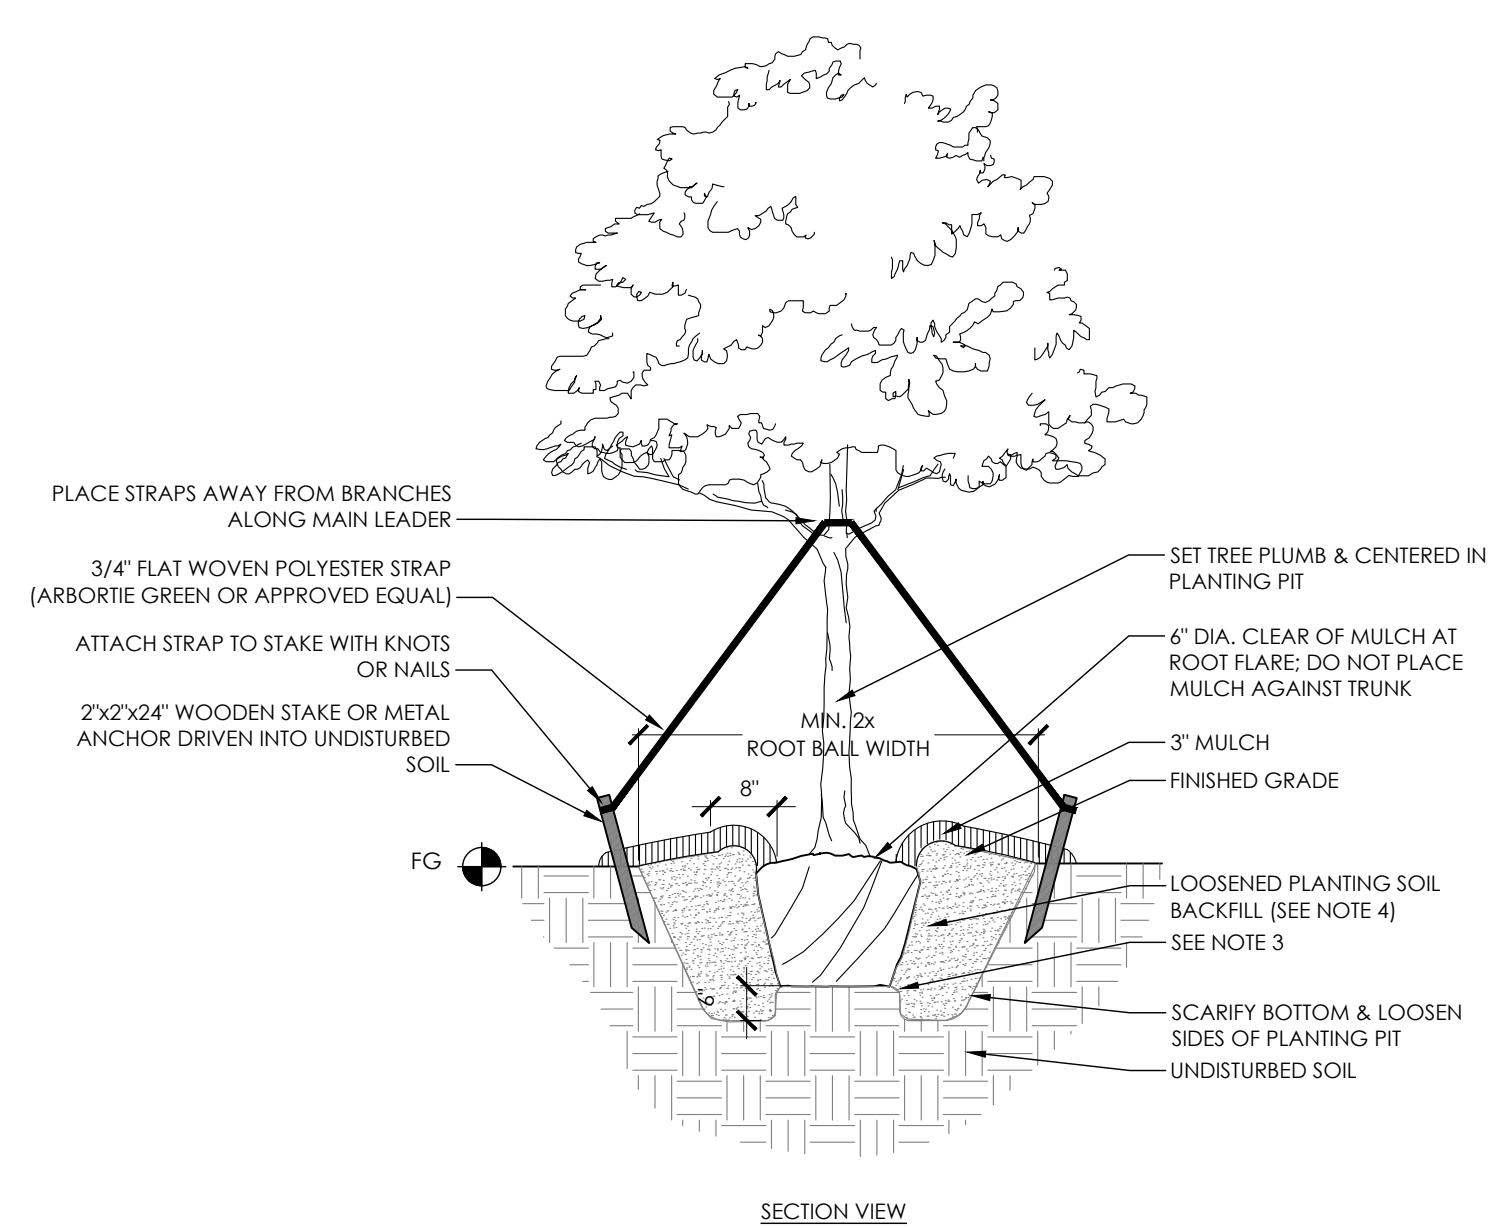 PLACE STRAPS AWAY FROM BRANCHES
ALONG MAIN LEADER
3/4" FLAT WOVEN POLYESTER STRAP
(ARBORTIE GREEN OR APPROVED EQUAL)
ATTACH STRAP TO STAKE WITH KNOTS
OR NAILS
2"x2"x24" WOODEN STAKE OR METAL
ANCHOR DRIVEN INTO UNDISTURBED
SOIL
FG
MIN. 2x
ROOT BALL WIDTH
8"
6"
SET TREE PLUMB & CENTERED IN
PLANTING PIT
6" DIA. CLEAR OF MULCH AT
ROOT FLARE; DO NOT PLACE
MULCH AGAINST TRUNK
3" MULCH
FINISHED GRADE
LOOSENED PLANTING SOIL
BACKFILL (SEE NOTE 4)
SEE NOTE 3
SCARIFY BOTTOM & LOOSEN
SIDES OF PLANTING PIT
UNDISTURBED SOIL
SECTION VIEW